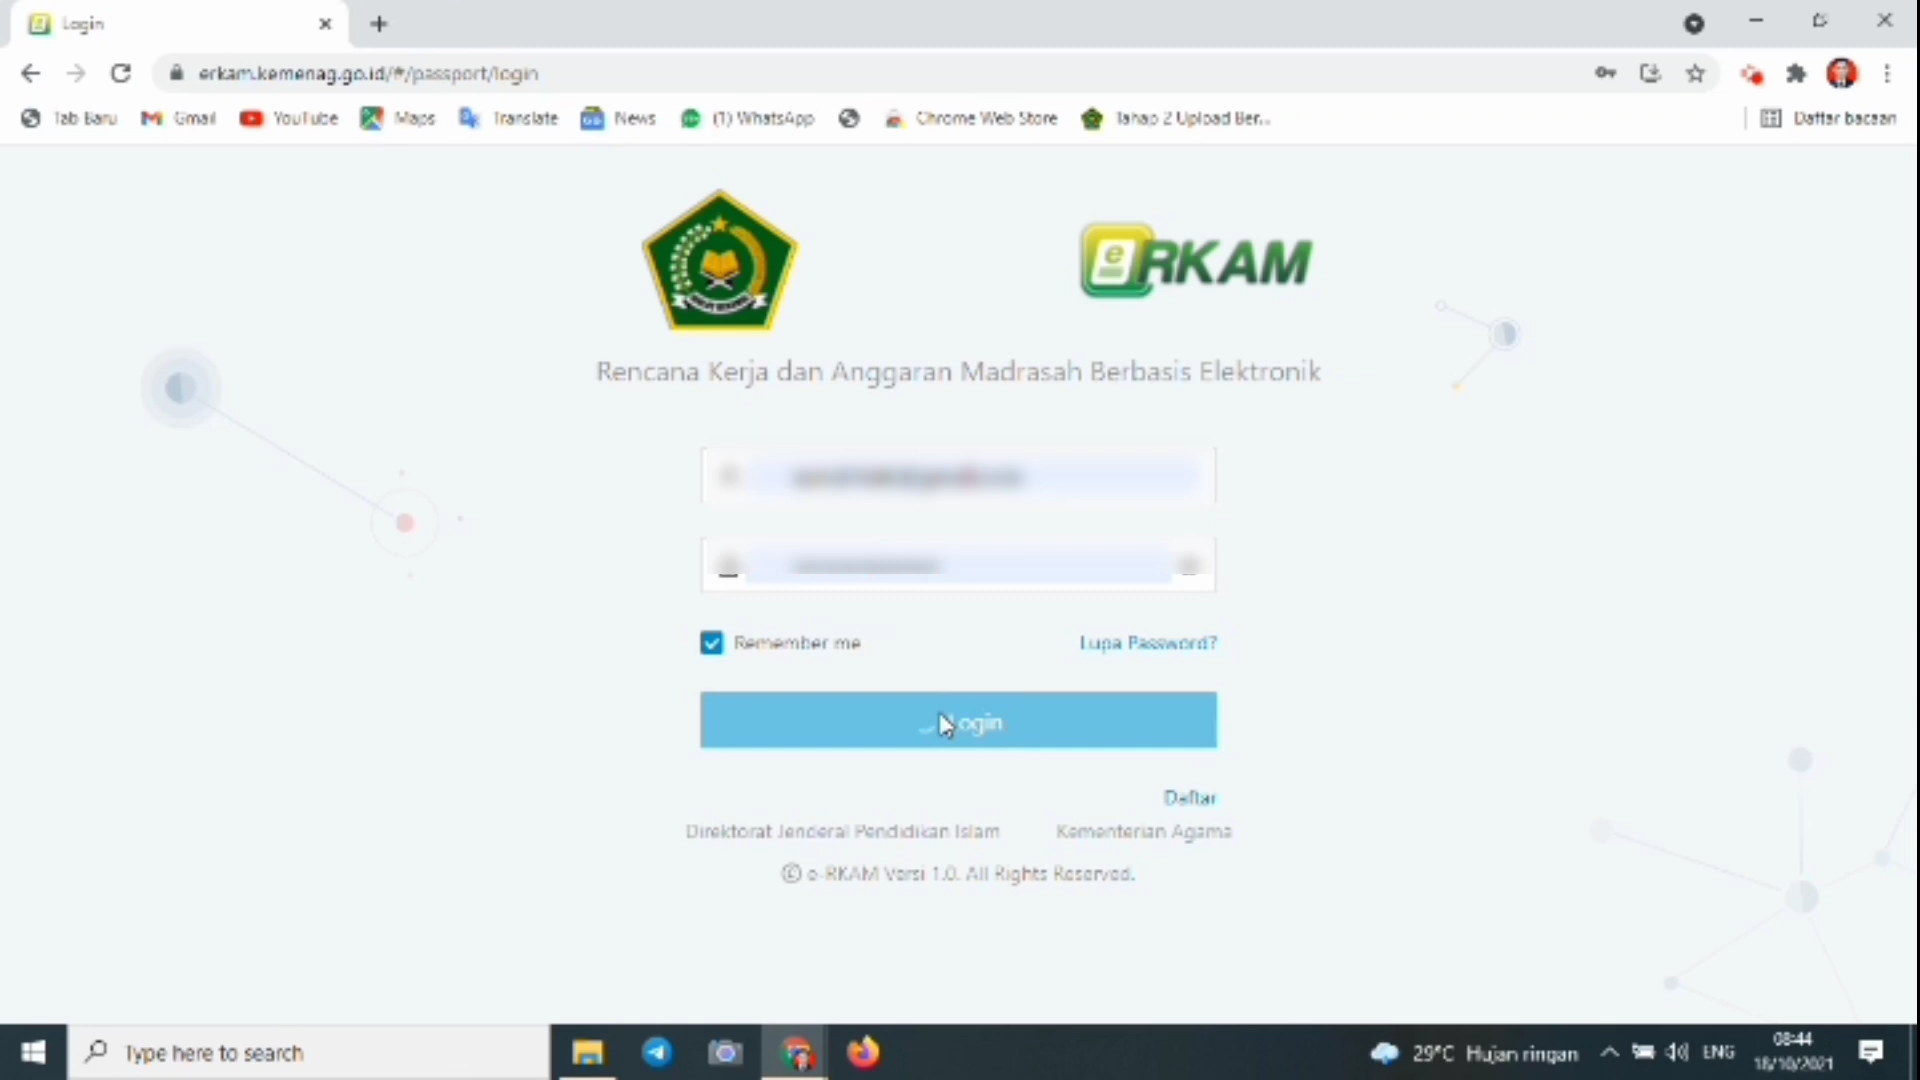 Login
erkam.kemenag.go.id/#/passport/login
Tab Baru Gmail YouTube Maps Translate News (1) WhatsApp Chrome Web Store Tahap 2 Upload Ber... Daftar bacaan
eRKAM
Rencana Kerja dan Anggaran Madrasah Berbasis Elektronik
Remember me Lupa Password?
Login
Daftar
Direktorat Jenderal Pendidikan Islam Kementerian Agama
© e-RKAM Versi 1.0. All Rights Reserved.
Type here to search
29°C Hujan ringan ENG 08:44
18/10/2021